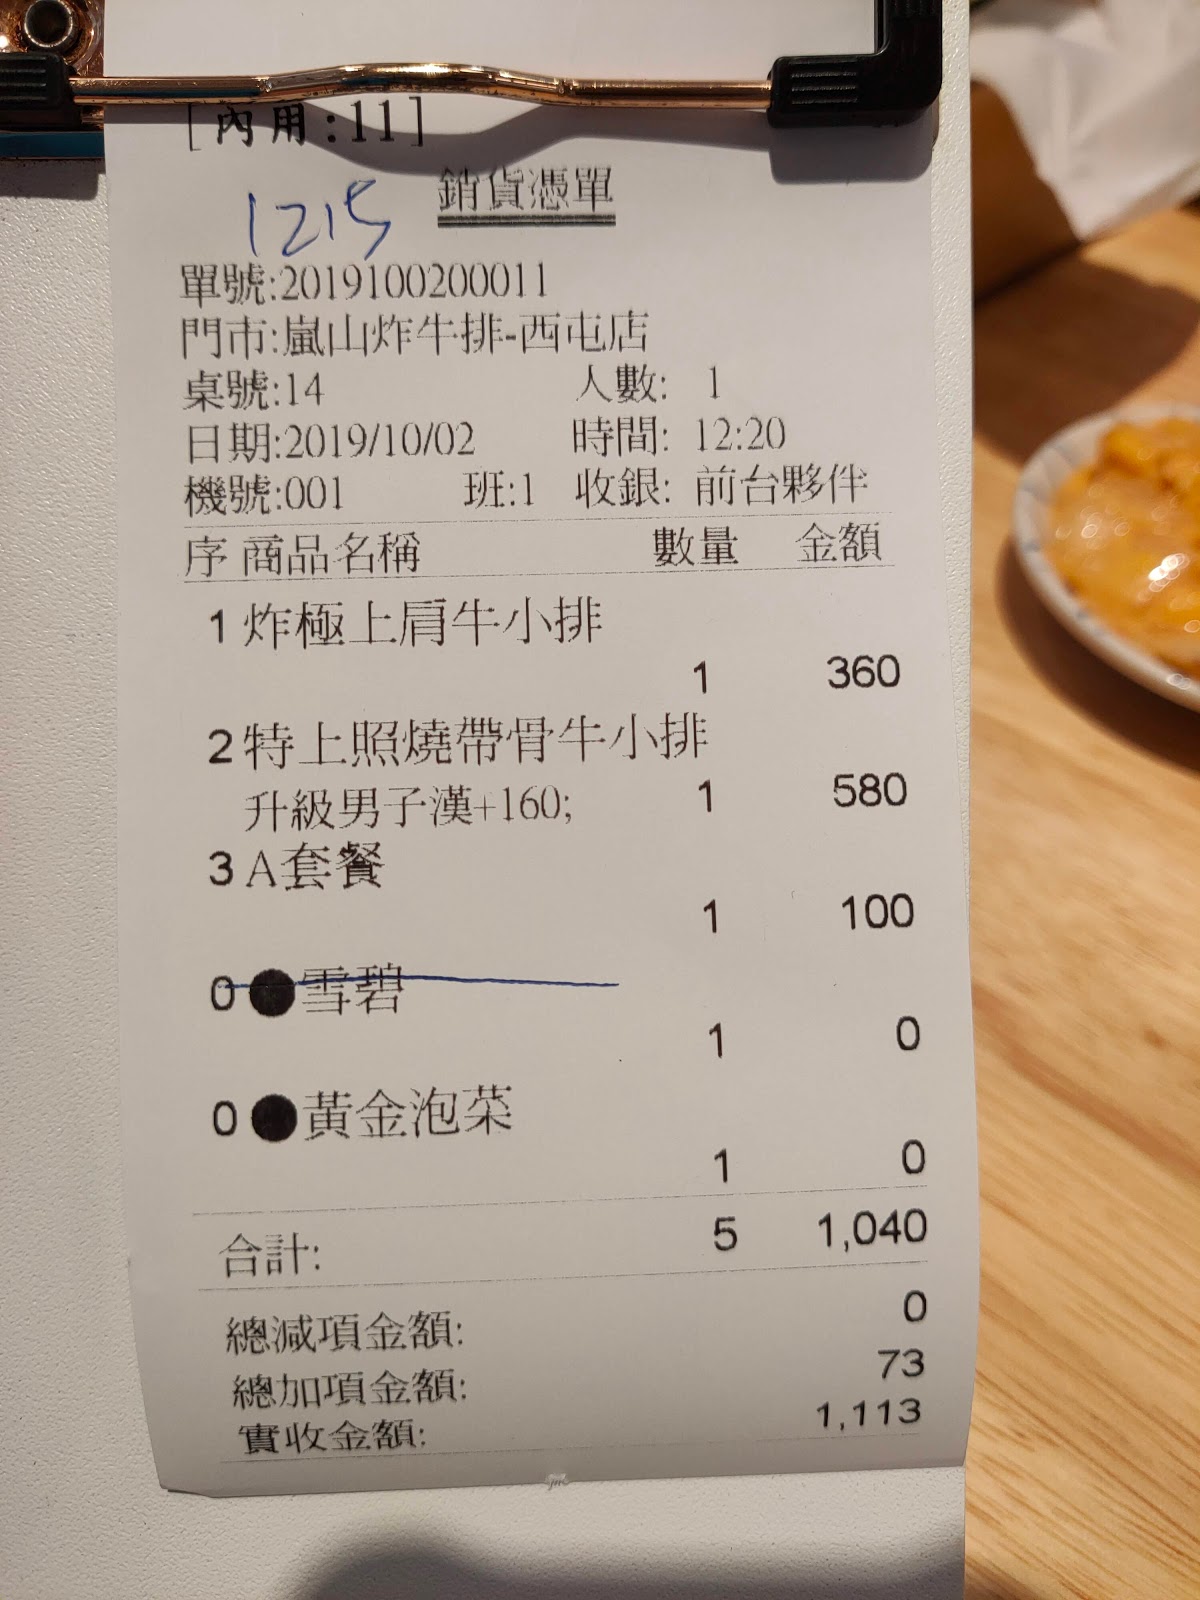 [內用:11]
銷貨憑單
1215
單號:2019100200011
門市:嵐山炸牛排-西屯店
桌號:14 人數: 1
日期:2019/10/02 時間: 12:20
機號:001 班:1 收銀: 前台夥伴
序 商品名稱 數量 金額
1 炸極上肩牛小排
1 360
2 特上照燒帶骨牛小排
升級男子漢+160; 1 580
3 A套餐
1 100
0 ●雪碧
1 0
0 ●黃金泡菜
1 0
合計: 5 1,040
總減項金額: 0
總加項金額: 73
實收金額: 1,113